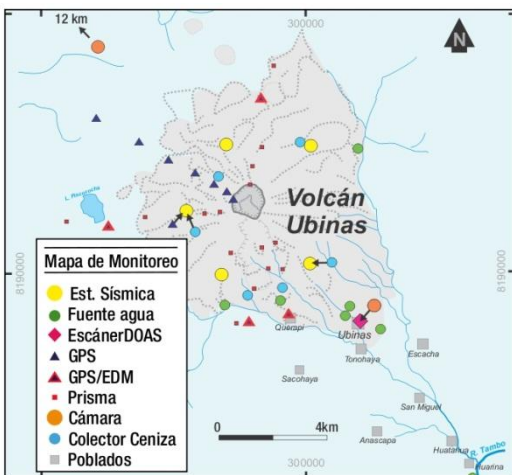 12 km
300000
N
L. Piscococha
Volcán
Ubinas
8190000
8190000
Mapa de Monitoreo
Est. Sísmica
Fuente agua
EscánerDOAS
GPS
GPS/EDM
Prisma
Cámara
Colector Ceniza
Poblados
Querapi
Ubinas
Tonohaya
Escacha
Sacohaya
San Miguel
Anascapa
Huatahua
R. Tambo
Huarina
0
4km
300000